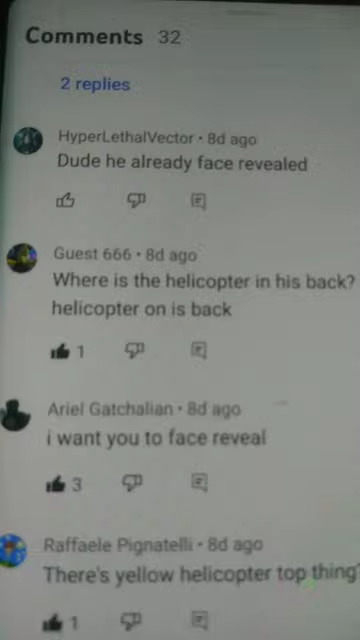 Comments 32
2 replies
HyperLethalVector · 8d ago
Dude he already face revealed
Guest 666 · 8d ago
Where is the helicopter in his back?
helicopter on is back
1
Ariel Gatchalian · 8d ago
i want you to face reveal
3
Raffaele Pignatelli · 8d ago
There's yellow helicopter top thing?
1